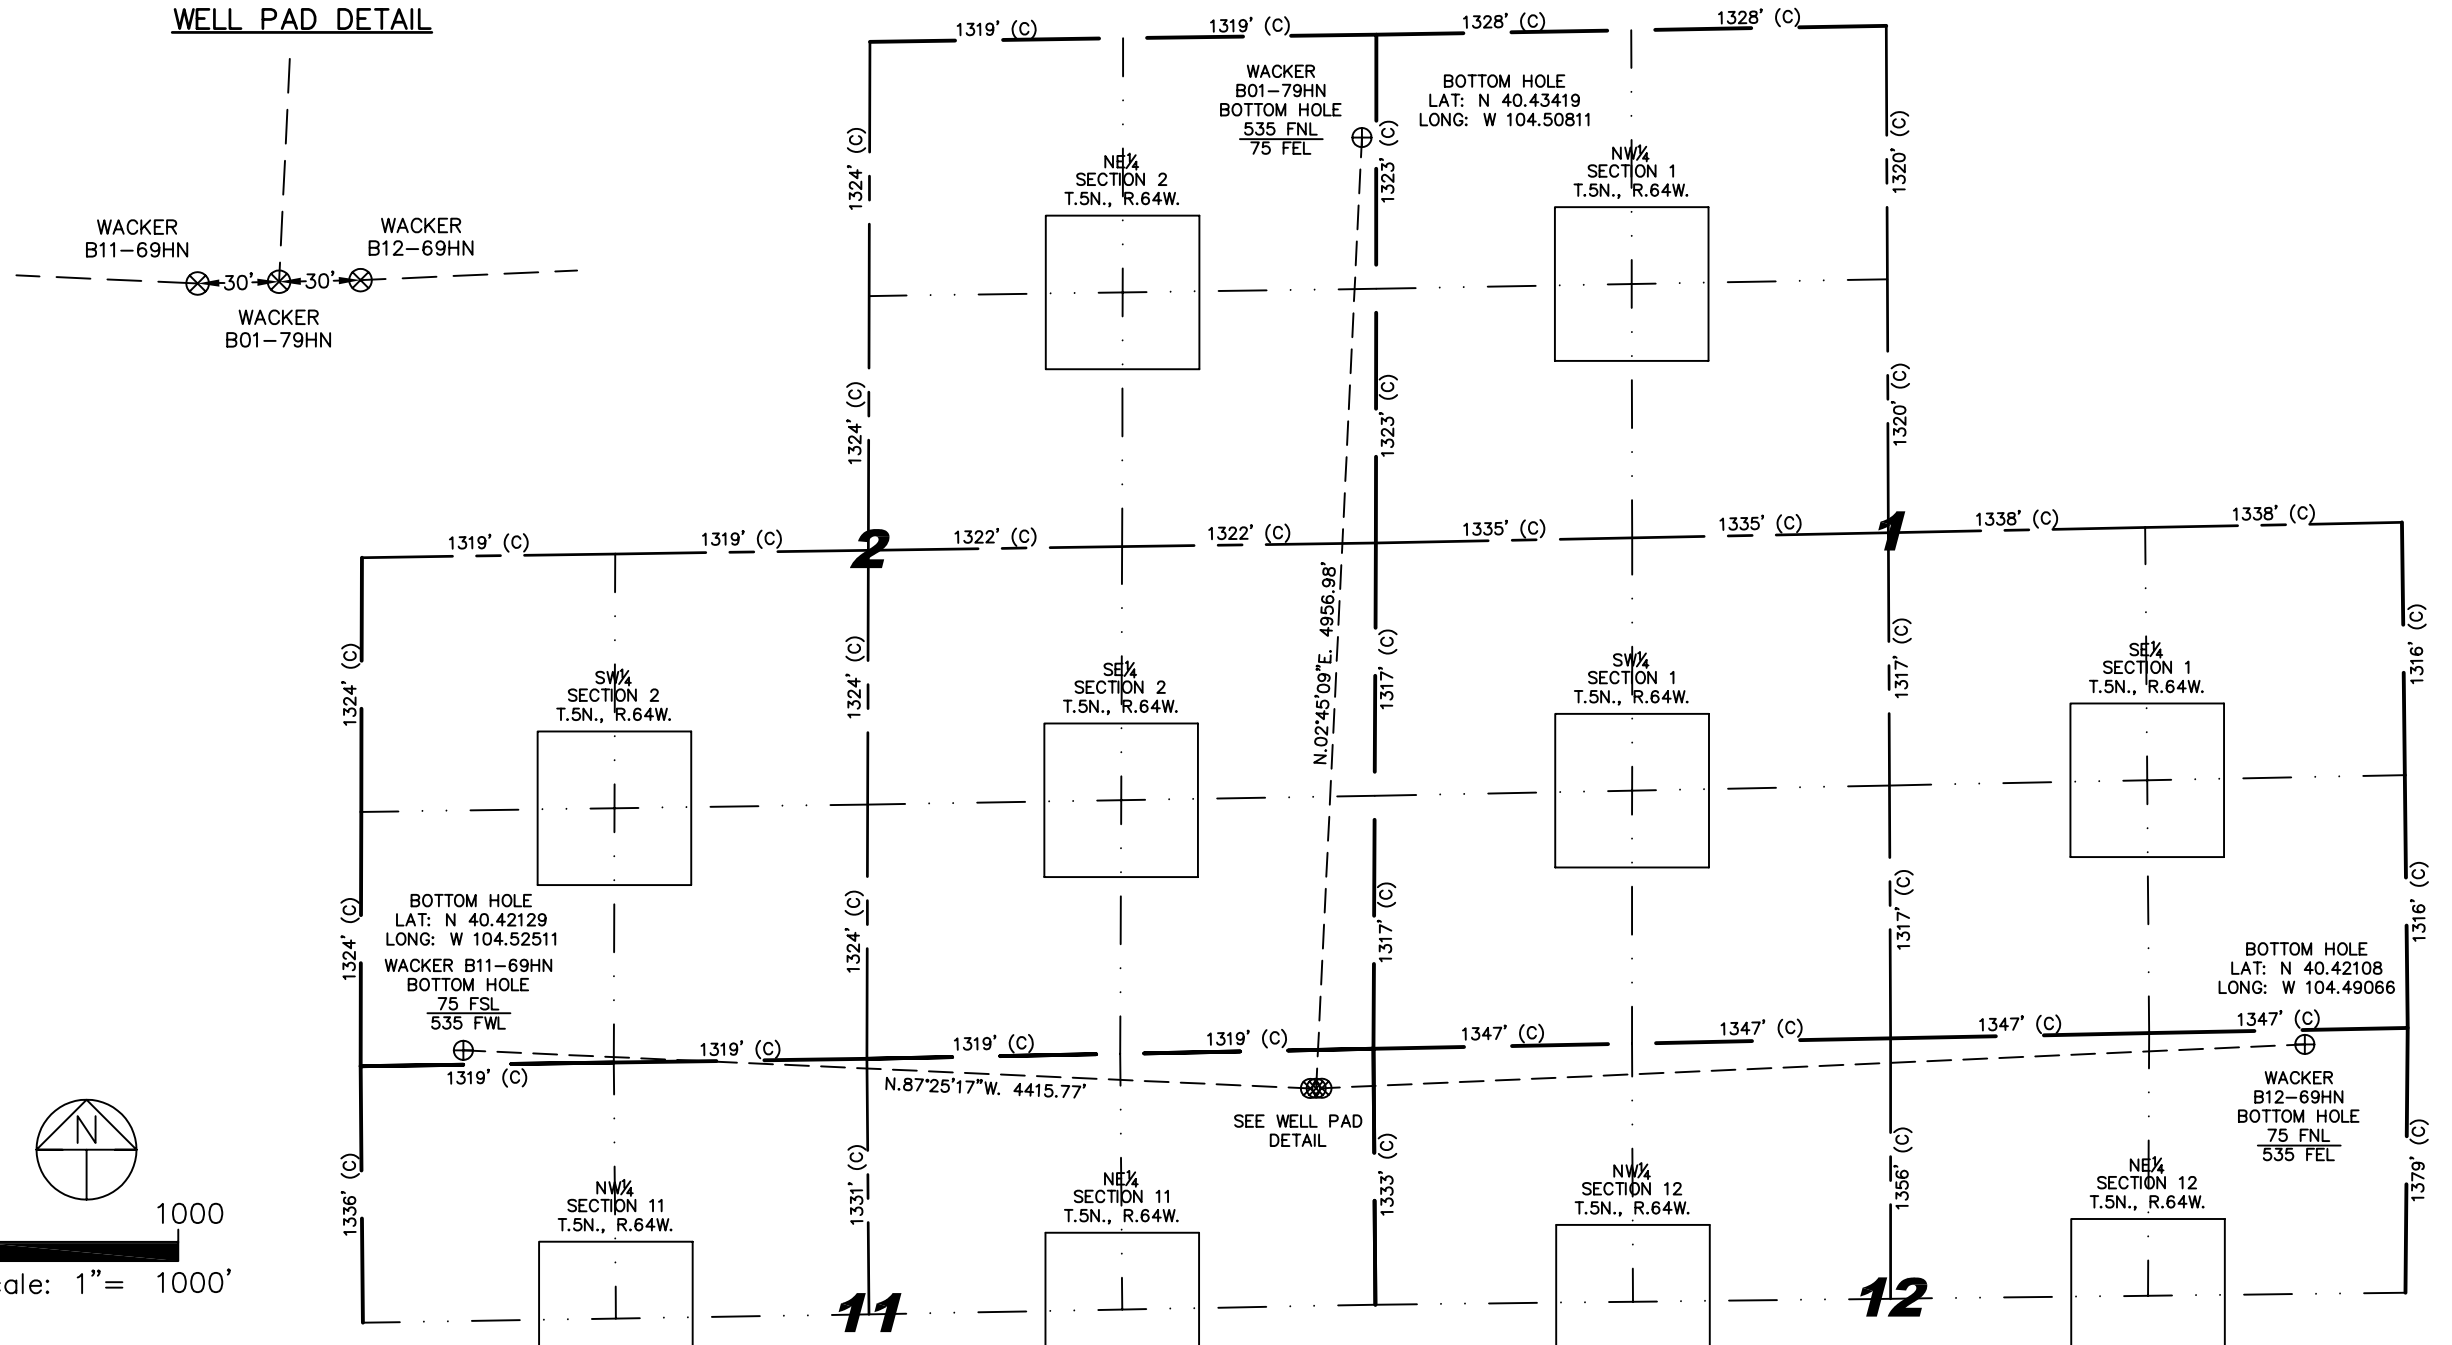 WELL PAD DETAIL
WACKER
B11-69HN
WACKER
B12-69HN
30'
30'
WACKER
B01-79HN
1319' (C)
1319' (C)
1328' (C)
1328' (C)
WACKER
B01-79HN
BOTTOM HOLE
535 FNL
75 FEL
BOTTOM HOLE
LAT: N 40.43419
LONG: W 104.50811
1324' (C)
1323' (C)
1320' (C)
NE¼
SECTION 2
T.5N., R.64W.
NW¼
SECTION 1
T.5N., R.64W.
1324' (C)
1323' (C)
1320' (C)
1319' (C)
1319' (C)
2
1322' (C)
1322' (C)
1335' (C)
1335' (C)
1
1338' (C)
1338' (C)
N.02°45'09"E. 4956.98'
1324' (C)
1324' (C)
1317' (C)
1317' (C)
1316' (C)
SW¼
SECTION 2
T.5N., R.64W.
SE¼
SECTION 2
T.5N., R.64W.
SW¼
SECTION 1
T.5N., R.64W.
SE¼
SECTION 1
T.5N., R.64W.
1324' (C)
1324' (C)
1317' (C)
1317' (C)
1316' (C)
BOTTOM HOLE
LAT: N 40.42129
LONG: W 104.52511
WACKER B11-69HN
BOTTOM HOLE
75 FSL
535 FWL
BOTTOM HOLE
LAT: N 40.42108
LONG: W 104.49066
1319' (C)
1319' (C)
1319' (C)
1319' (C)
1347' (C)
1347' (C)
1347' (C)
1347' (C)
N.87°25'17"W. 4415.77'
SEE WELL PAD
DETAIL
WACKER
B12-69HN
BOTTOM HOLE
75 FNL
535 FEL
1336' (C)
1331' (C)
1333' (C)
1356' (C)
1379' (C)
NW¼
SECTION 11
T.5N., R.64W.
NE¼
SECTION 11
T.5N., R.64W.
NW¼
SECTION 12
T.5N., R.64W.
NE¼
SECTION 12
T.5N., R.64W.
11
12
N
1000
cale: 1"= 1000'